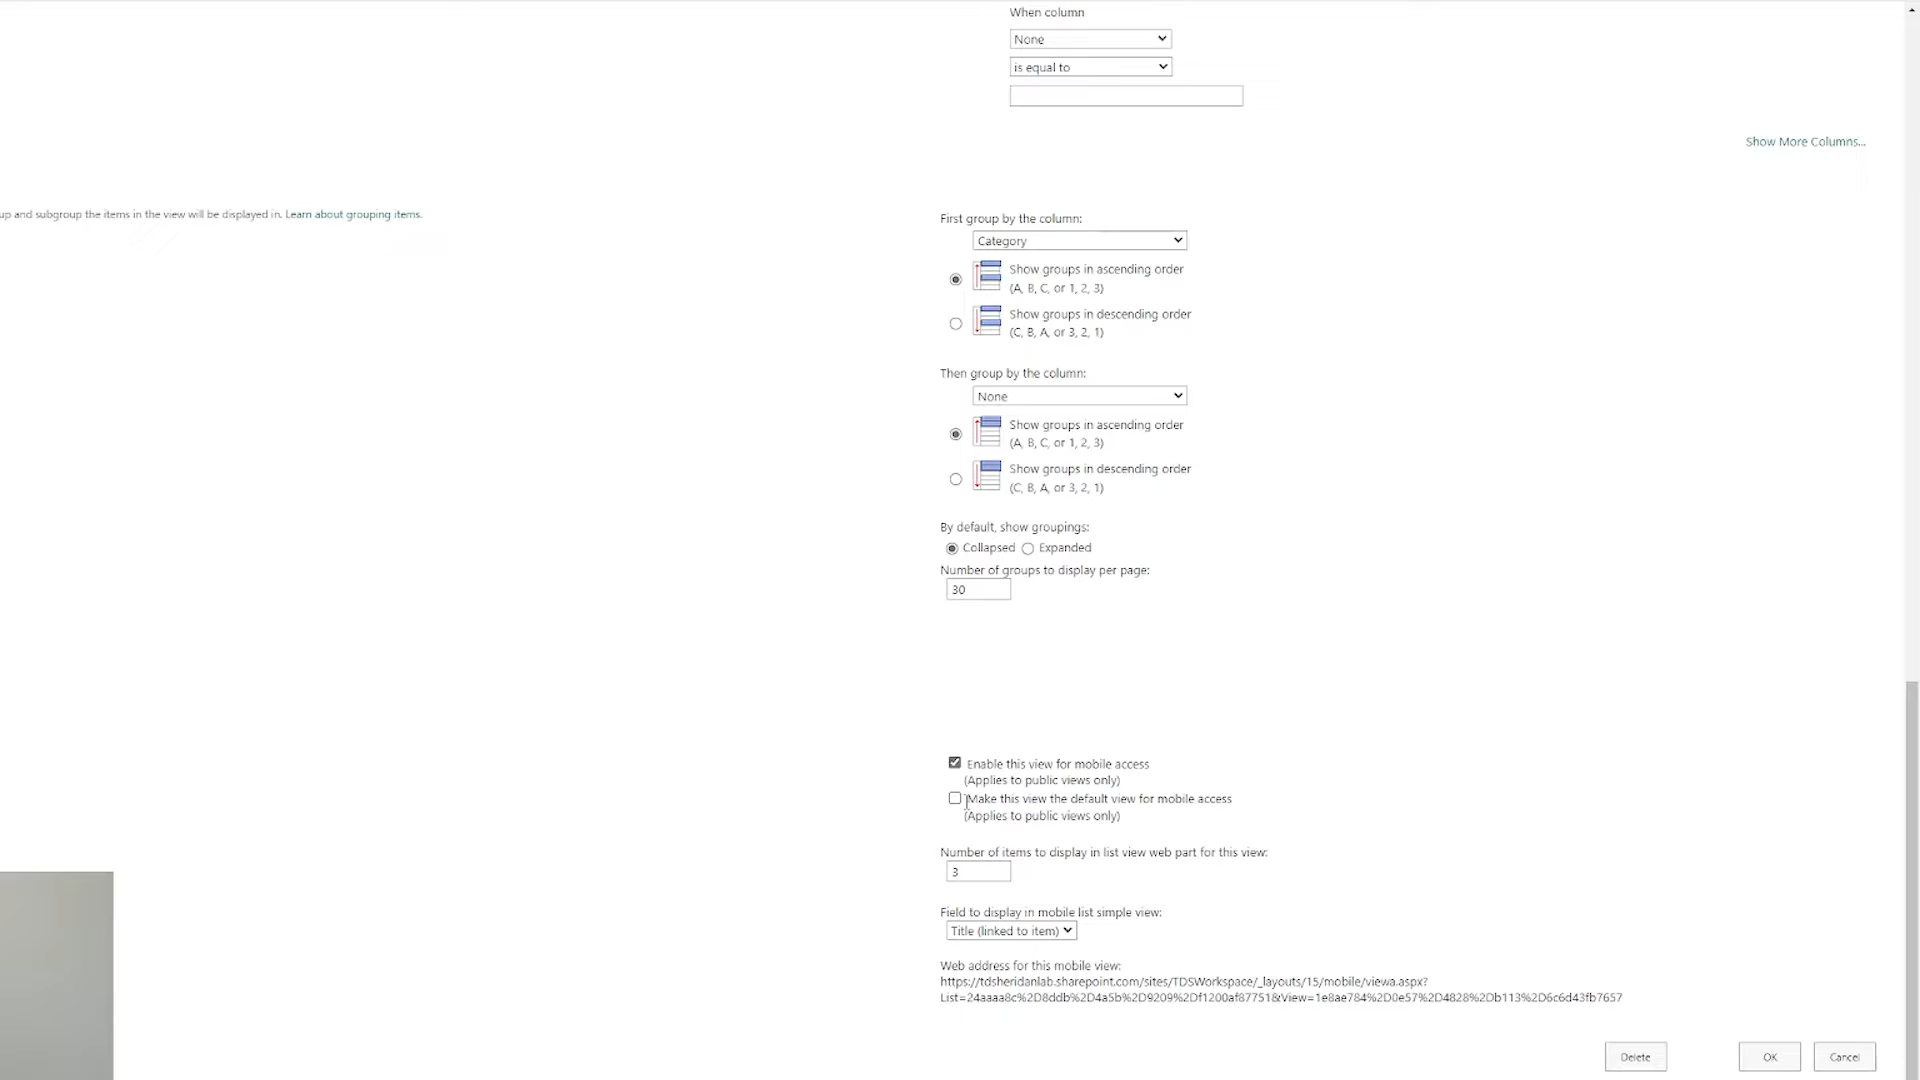 When column
None
is equal to
Show More Columns...
up and subgroup the items in the view will be displayed in. Learn about grouping items.
First group by the column:
Category
Show groups in ascending order
(A, B, C, or 1, 2, 3)
Show groups in descending order
(C, B, A, or 3, 2, 1)
Then group by the column:
None
Show groups in ascending order
(A, B, C, or 1, 2, 3)
Show groups in descending order
(C, B, A, or 3, 2, 1)
By default, show groupings:
Collapsed Expanded
Number of groups to display per page:
30
Enable this view for mobile access
(Applies to public views only)
Make this view the default view for mobile access
(Applies to public views only)
Number of items to display in list view web part for this view:
3
Field to display in mobile list simple view:
Title (linked to item)
Web address for this mobile view:
https://tdsheridanlab.sharepoint.com/sites/TDSWorkspace/_layouts/15/mobile/viewa.aspx?
List=24aaaa8c%2D8ddb%2D4a5b%2D9209%2Df1200af87751&View=1e8ae784%2D0e57%2D4828%2Db113%2D6c6d43fb7657
Delete OK Cancel